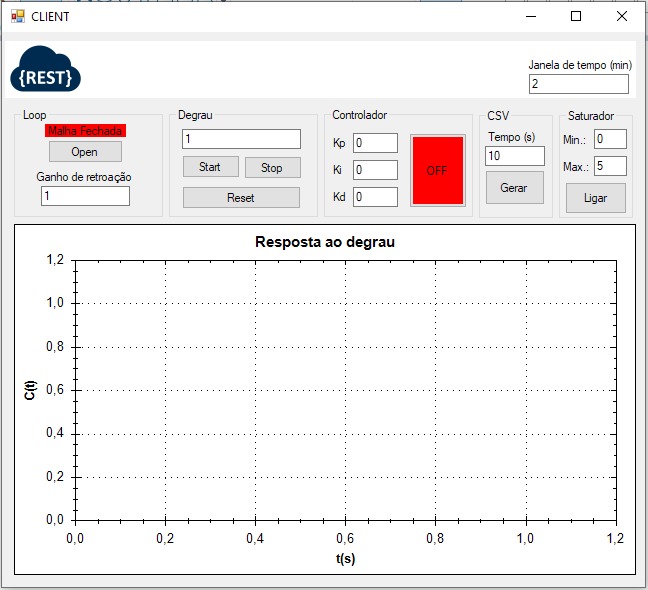 CLIENT
{REST}
Janela de tempo (min)
2
Loop
Malha Fechada
Open
Ganho de retroação
1
Degrau
1
Start Stop
Reset
Controlador
Kp 0
Ki 0
Kd 0
OFF
CSV
Tempo (s)
10
Gerar
Saturador
Min.: 0
Max.: 5
Ligar
Resposta ao degrau
1,2
1,0
0,8
0,6
0,4
0,2
0,0
C(t)
0,0 0,2 0,4 0,6 0,8 1,0 1,2
t(s)